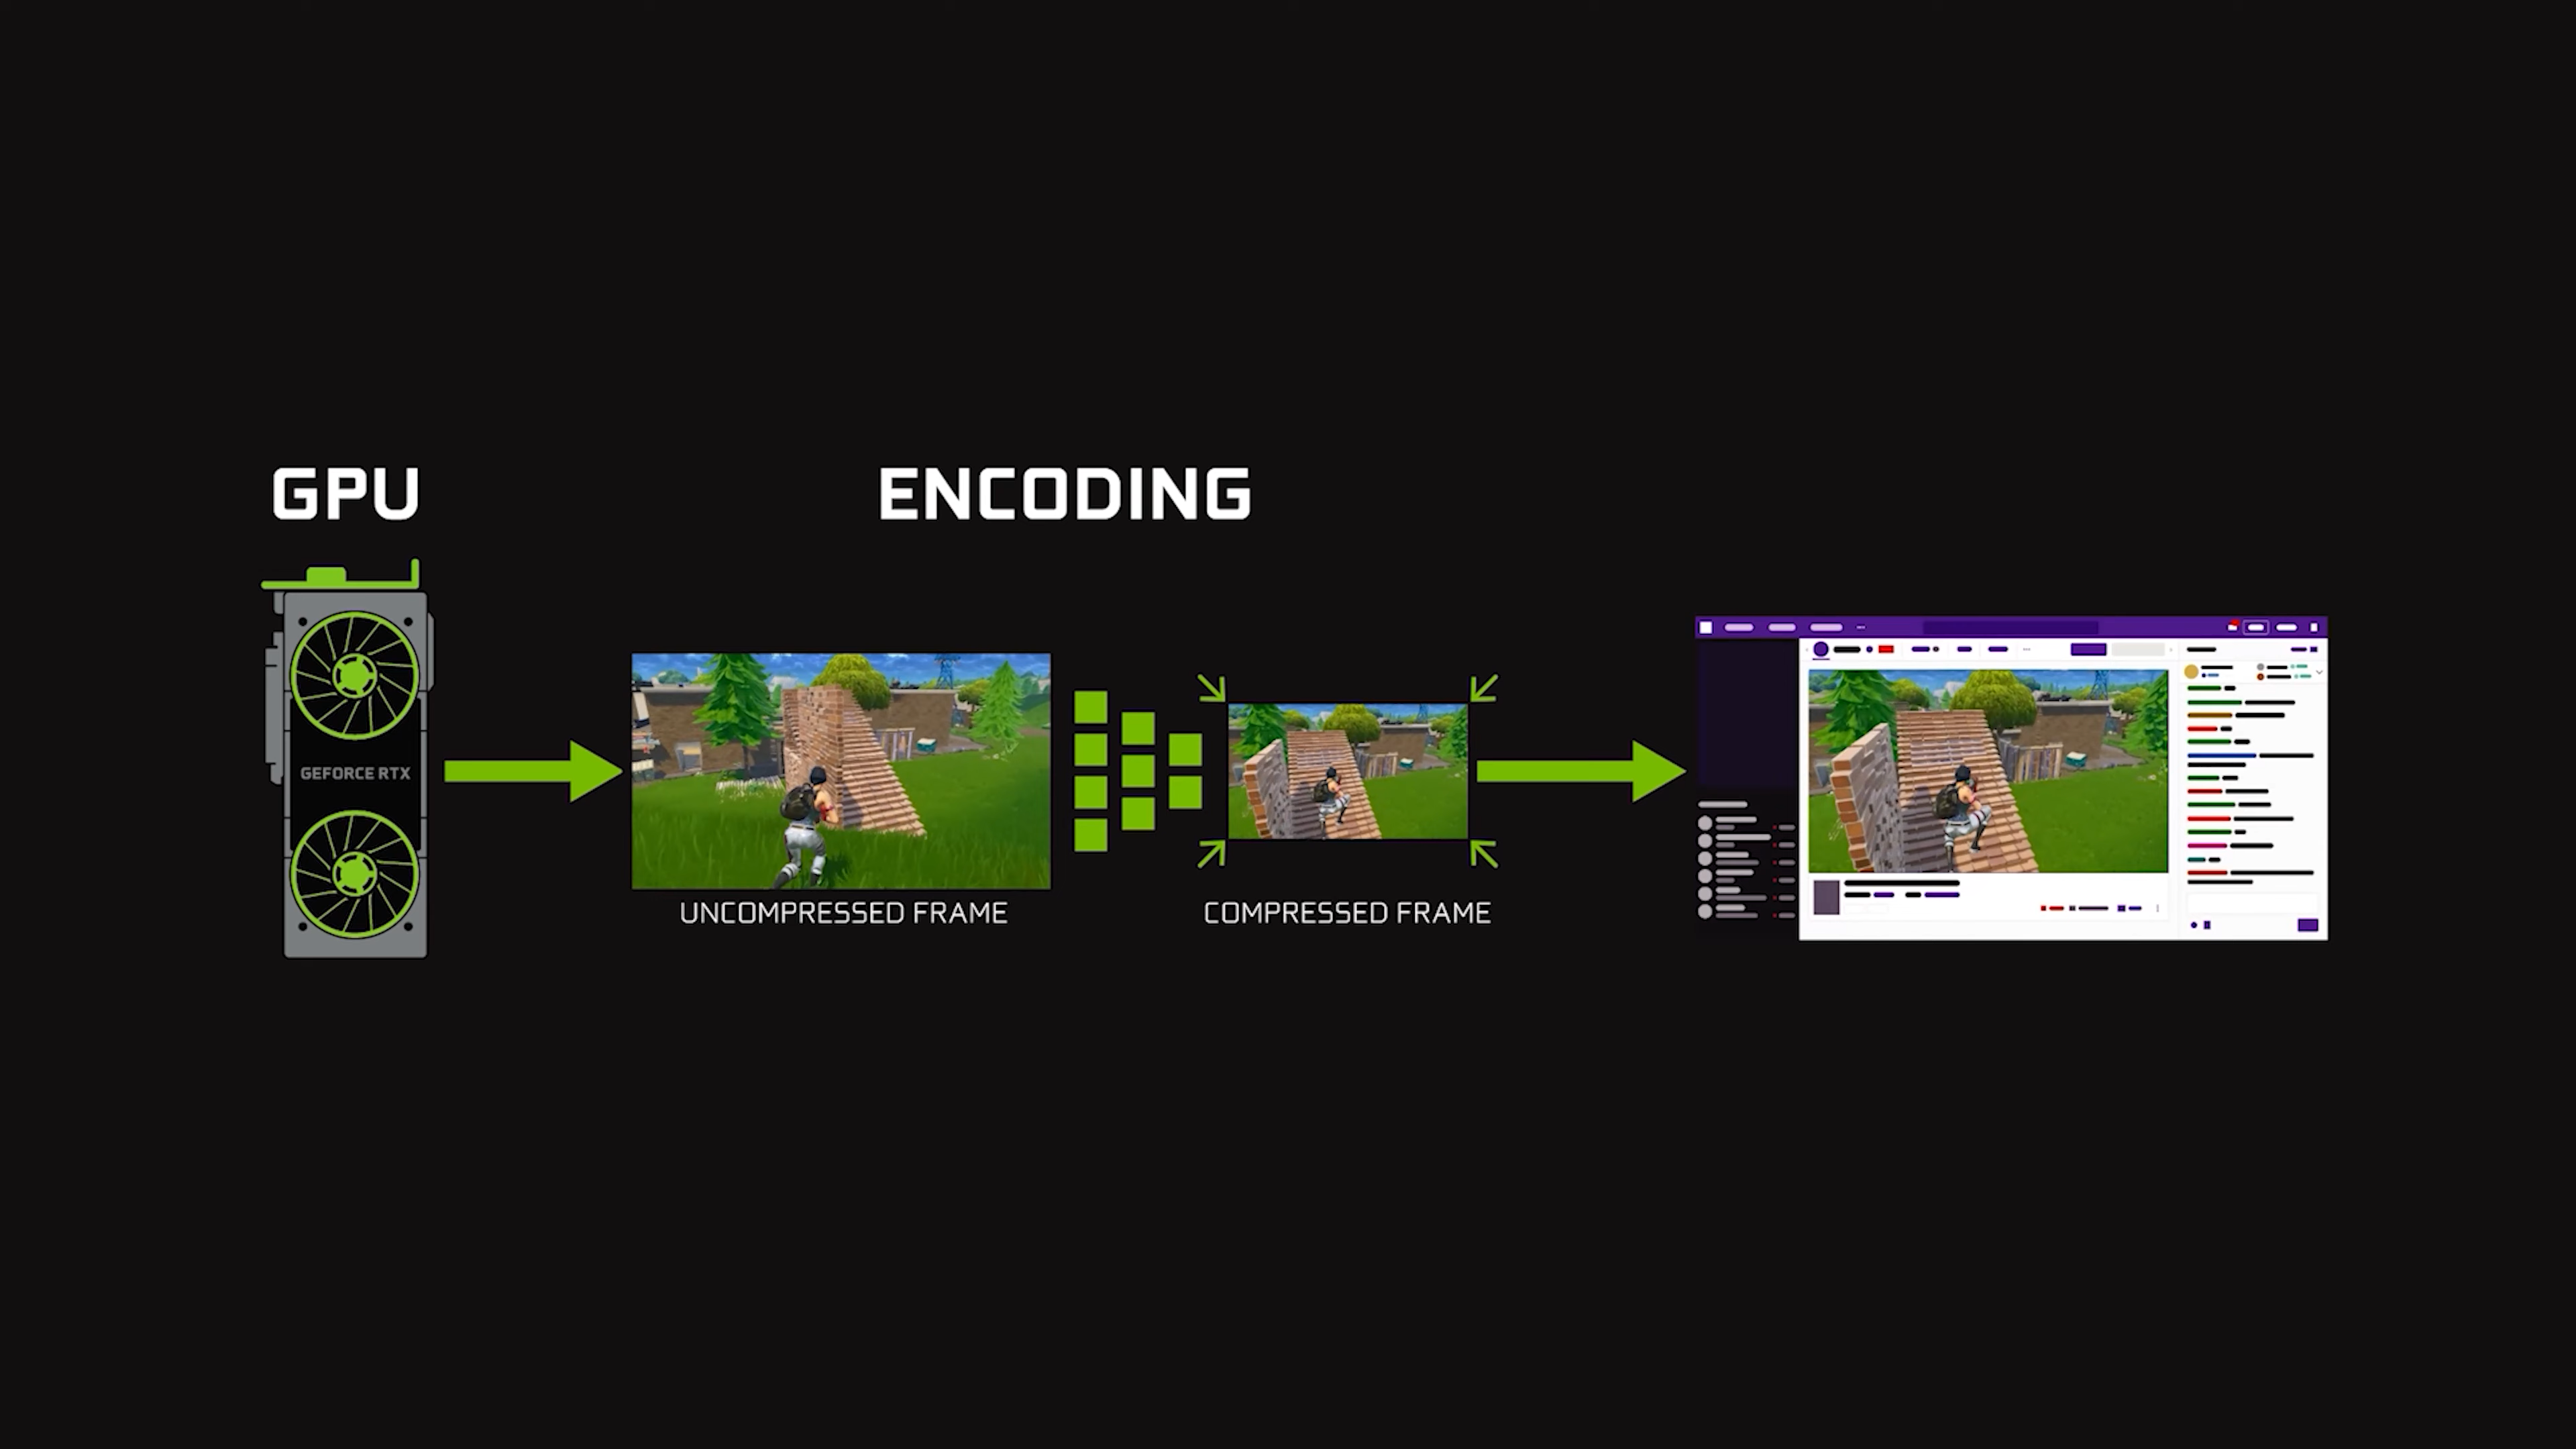 GPU
ENCODING
GEFORCE RTX
UNCOMPRESSED FRAME
COMPRESSED FRAME